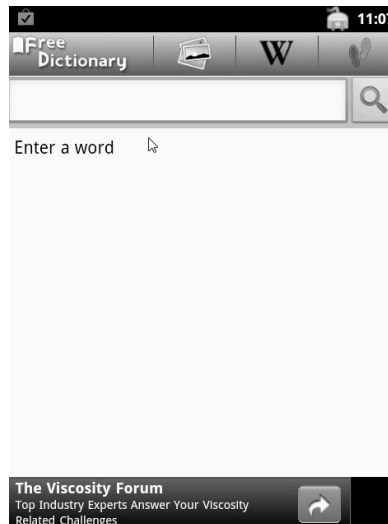 11:07
Free
Dictionary
W
Enter a word
The Viscosity Forum
Top Industry Experts Answer Your Viscosity
Related Challenges